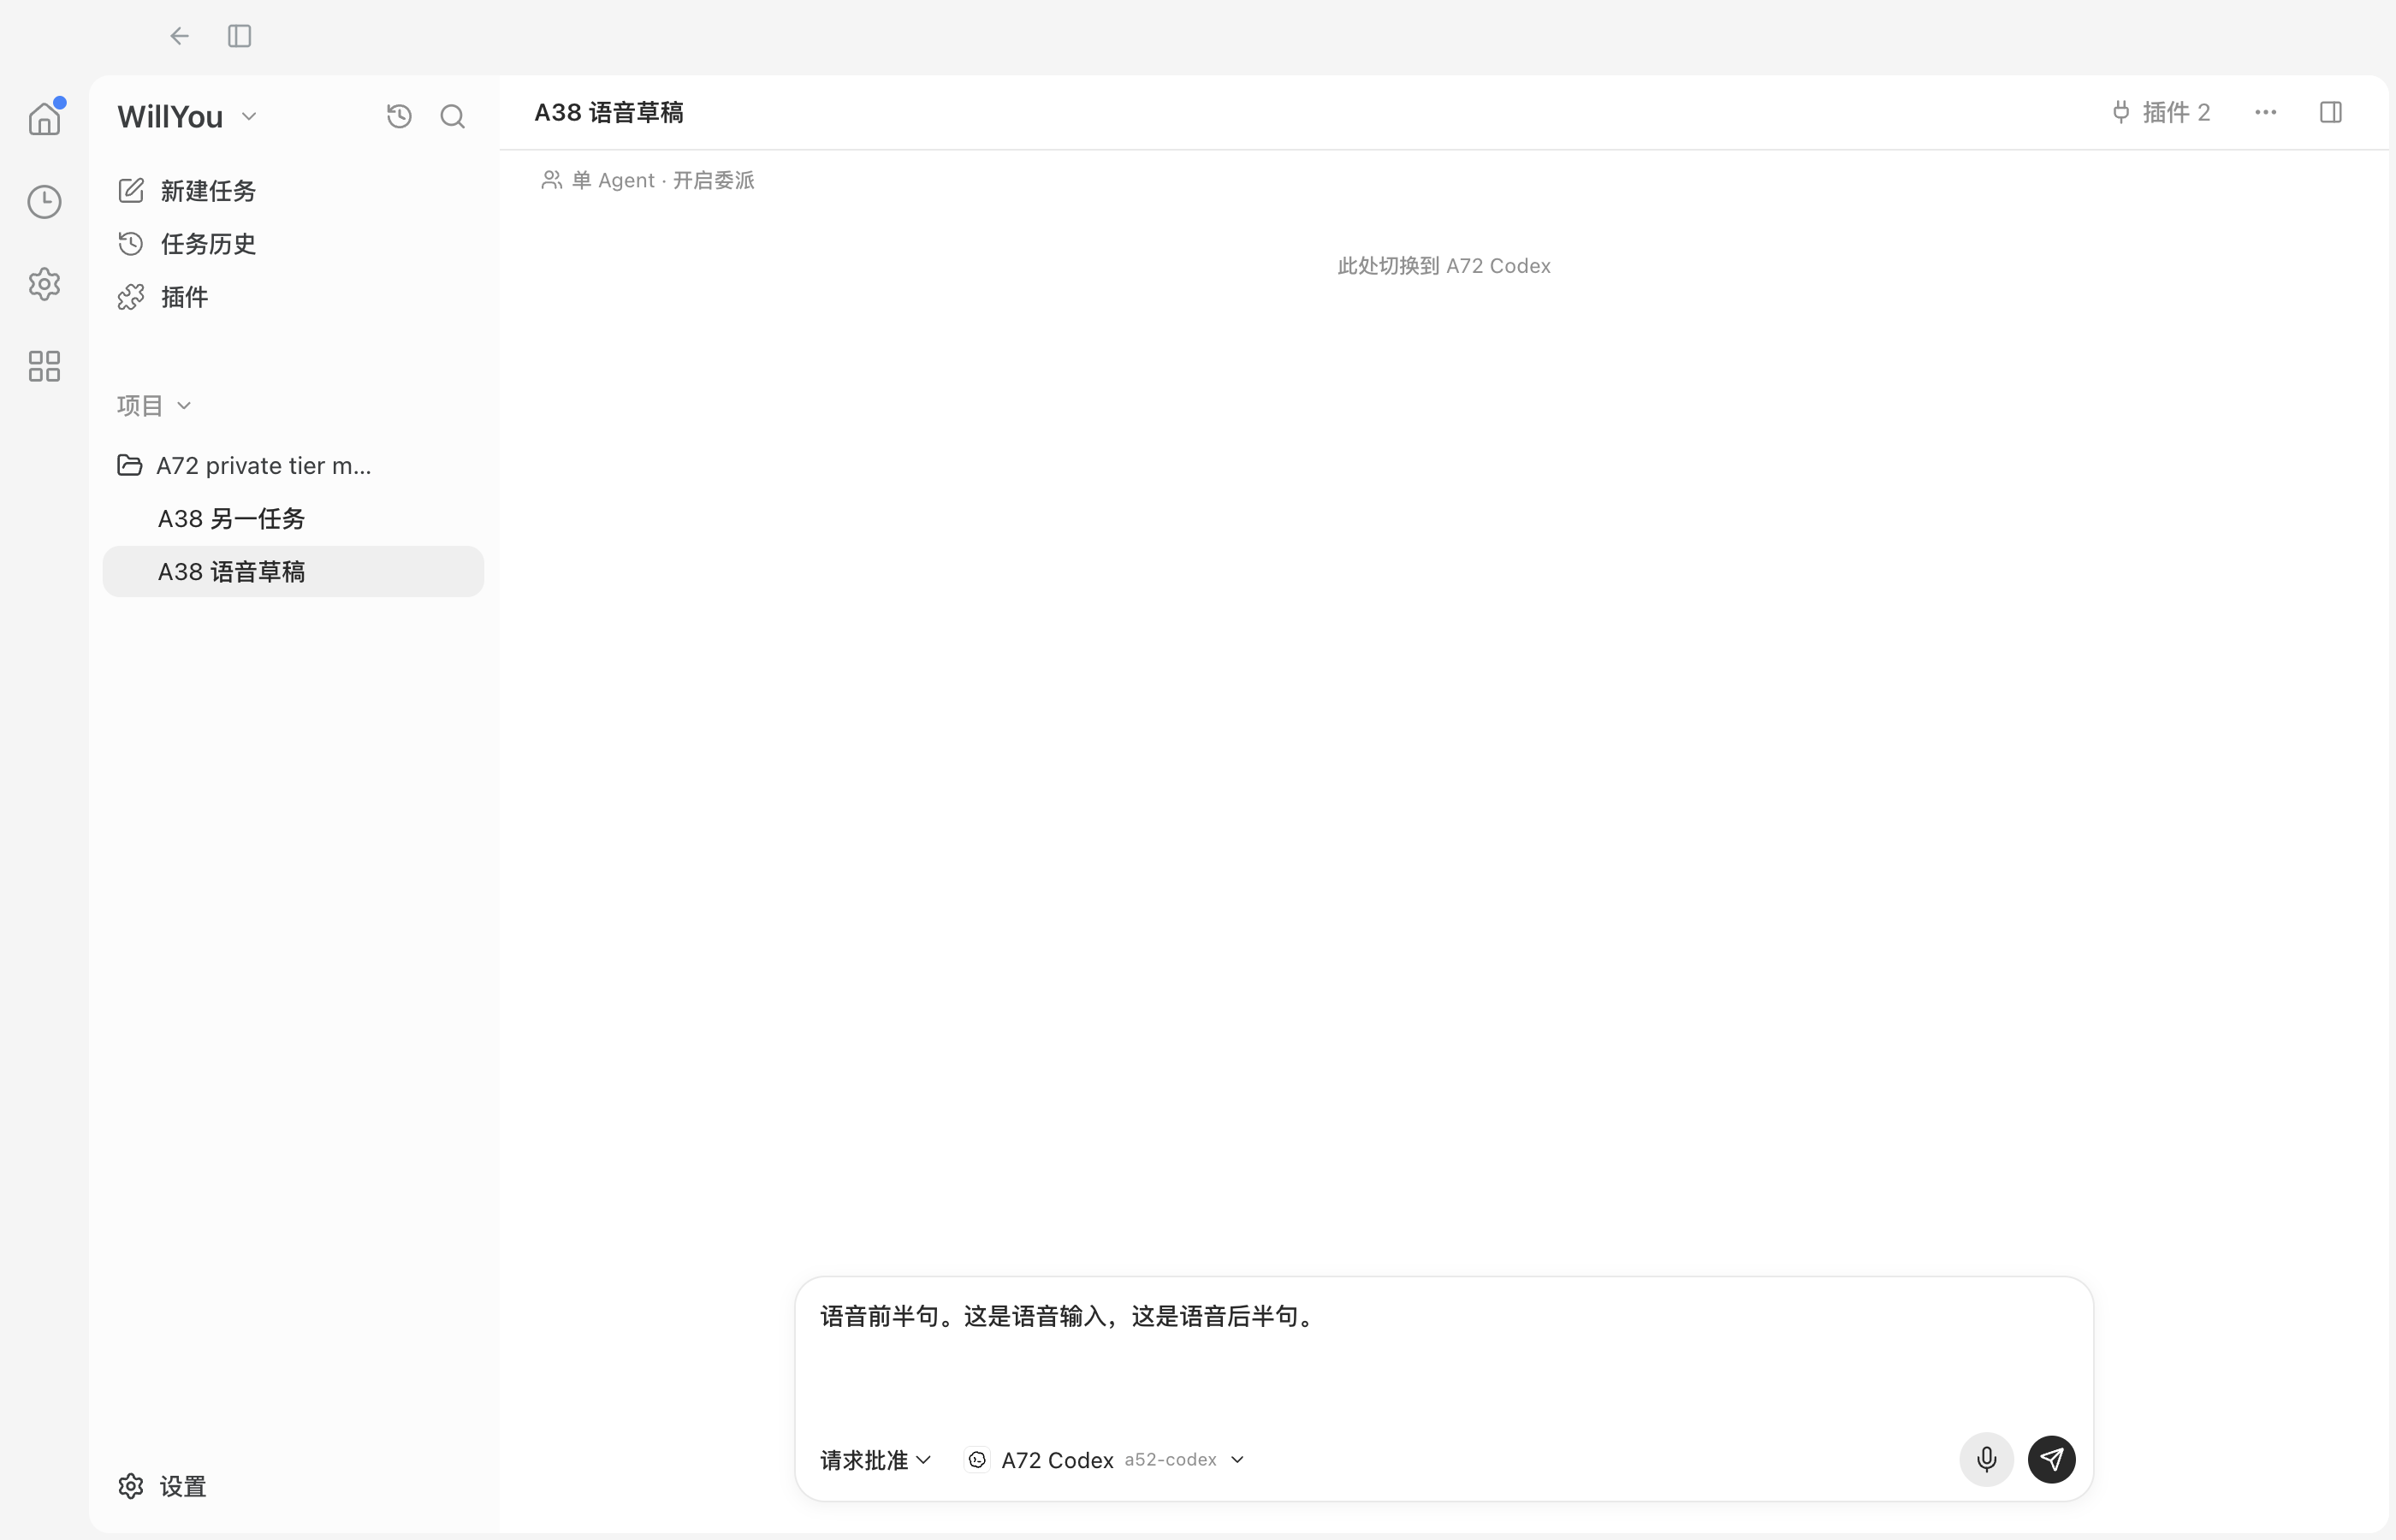 WillYou
新建任务
任务历史
插件
项目
A72 private tier m...
A38 另一任务
A38 语音草稿
设置
A38 语音草稿
插件 2
单 Agent · 开启委派
此处切换到 A72 Codex
语音前半句。这是语音输入，这是语音后半句。
请求批准
A72 Codex a52-codex